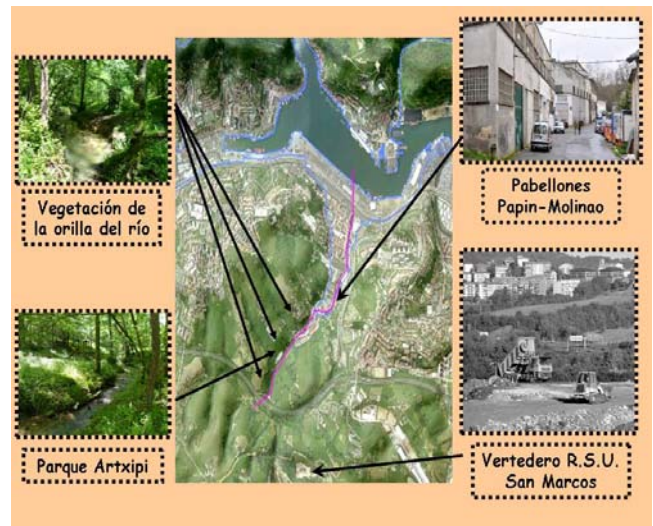 Vegetación de
la orilla del río
Parque Artxipi
Pabellones
Papin-Molinao
Vertedero R.S.U.
San Marcos